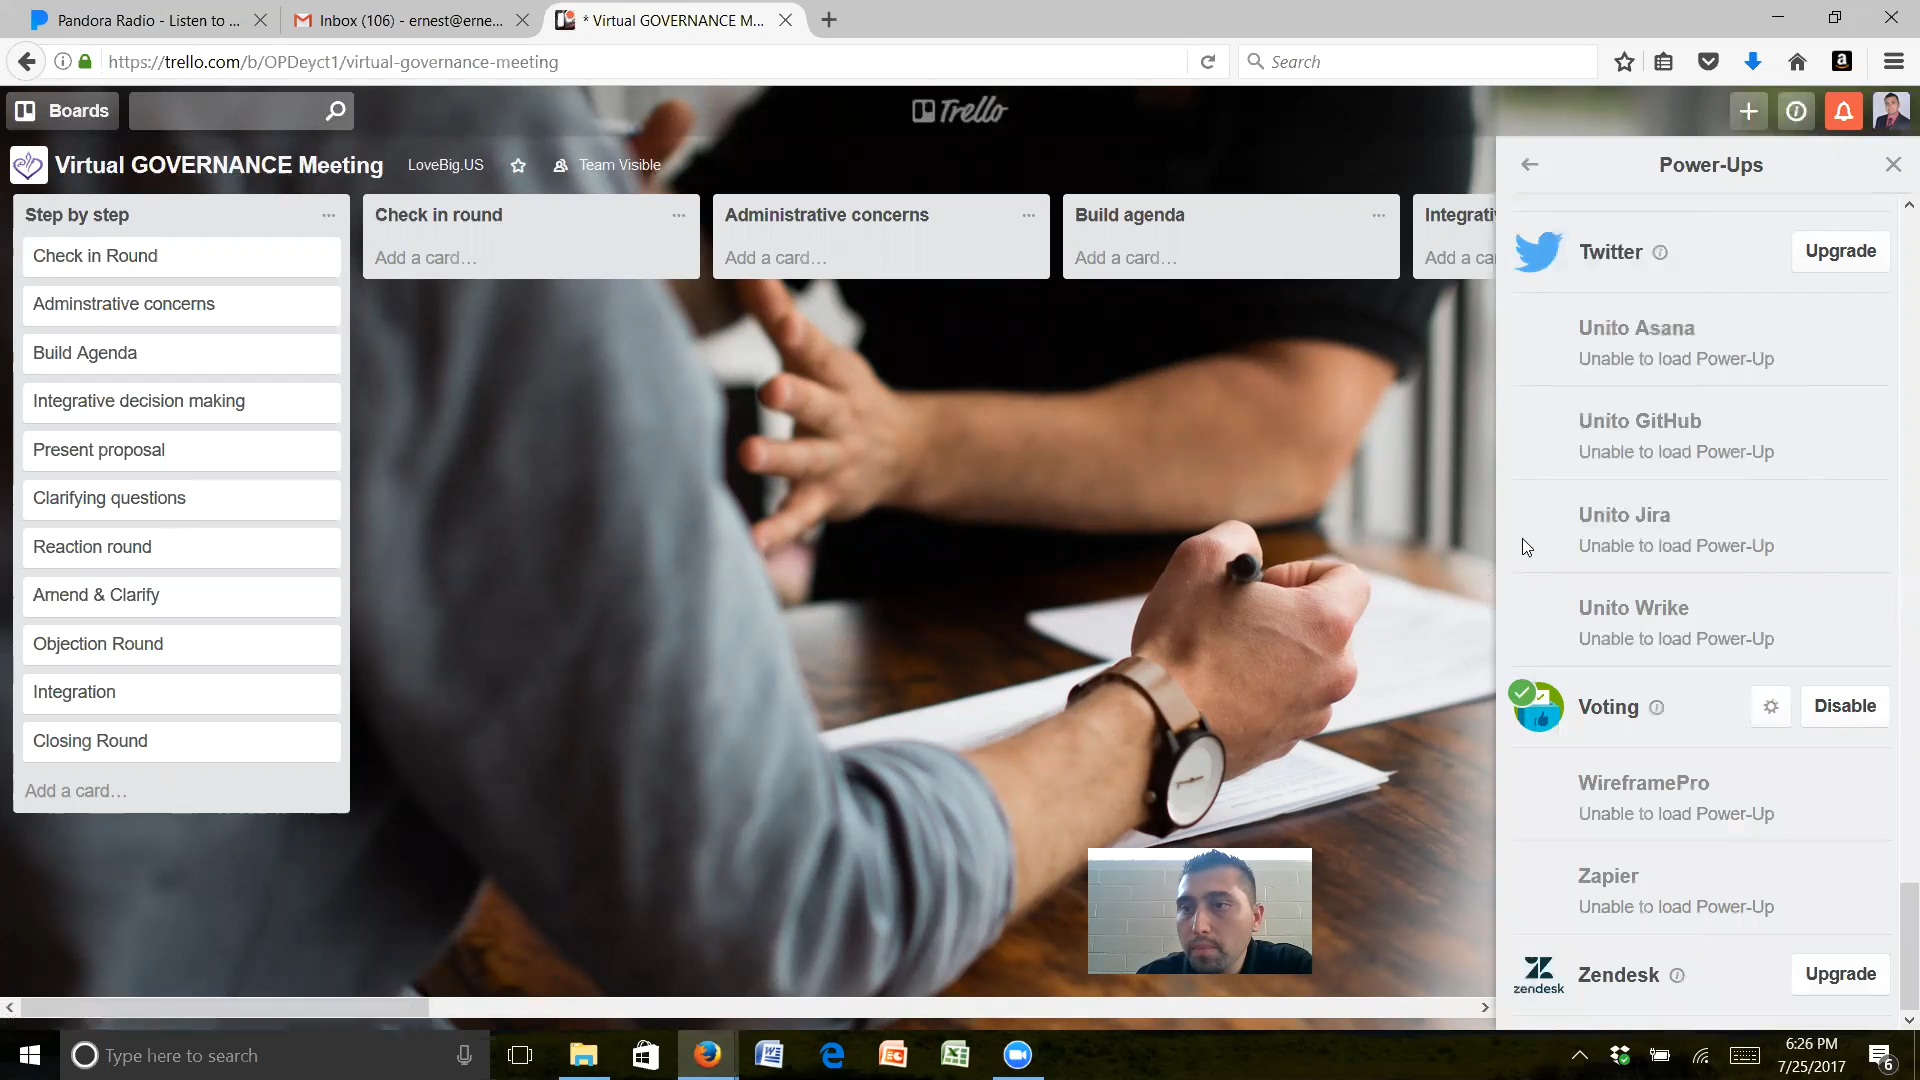 Pandora Radio - Listen to ...
Inbox (106) - ernest@erne...
* Virtual GOVERNANCE M...
https://trello.com/b/OPDeyct1/virtual-governance-meeting
Search
Boards
Trello
Virtual GOVERNANCE Meeting
LoveBig.US
Team Visible
Step by step
Check in Round
Adminstrative concerns
Build Agenda
Integrative decision making
Present proposal
Clarifying questions
Reaction round
Amend & Clarify
Objection Round
Integration
Closing Round
Add a card...
Check in round
Add a card...
Administrative concerns
Add a card...
Build agenda
Add a card...
Integrati
Add a ca
Power-Ups
Twitter
Upgrade
Unito Asana
Unable to load Power-Up
Unito GitHub
Unable to load Power-Up
Unito Jira
Unable to load Power-Up
Unito Wrike
Unable to load Power-Up
Voting
Disable
WireframePro
Unable to load Power-Up
Zapier
Unable to load Power-Up
zendesk
Zendesk
Upgrade
Type here to search
6:26 PM
7/25/2017
6